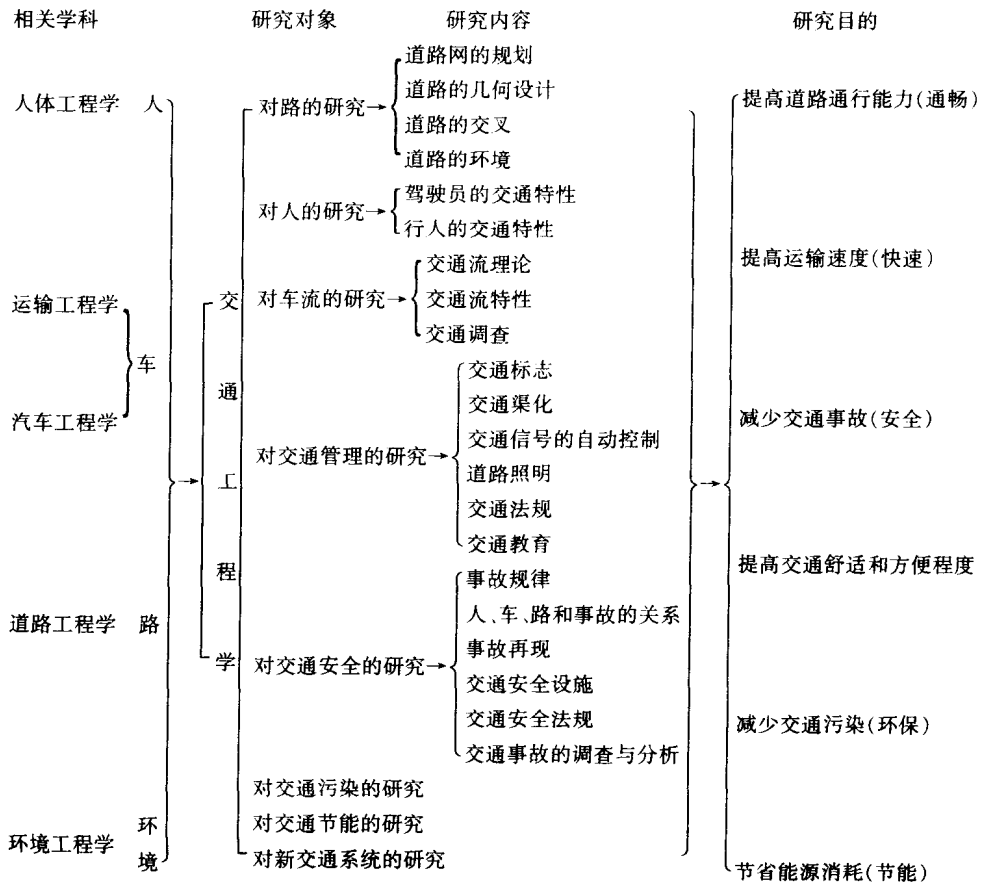 相关学科 研究对象 研究内容 研究目的
人体工程学 人
运输工程学
车
汽车工程学
道路工程学 路
环境工程学 环境
交通工程学
对路的研究
道路网的规划
道路的几何设计
道路的交叉
道路的环境
对人的研究
驾驶员的交通特性
行人的交通特性
对车流的研究
交通流理论
交通流特性
交通调查
对交通管理的研究
交通标志
交通渠化
交通信号的自动控制
道路照明
交通法规
交通教育
对交通安全的研究
事故规律
人、车、路和事故的关系
事故再现
交通安全设施
交通安全法规
交通事故的调查与分析
对交通污染的研究
对交通节能的研究
对新交通系统的研究
提高道路通行能力(通畅)
提高运输速度(快速)
减少交通事故(安全)
提高交通舒适和方便程度
减少交通污染(环保)
节省能源消耗(节能)